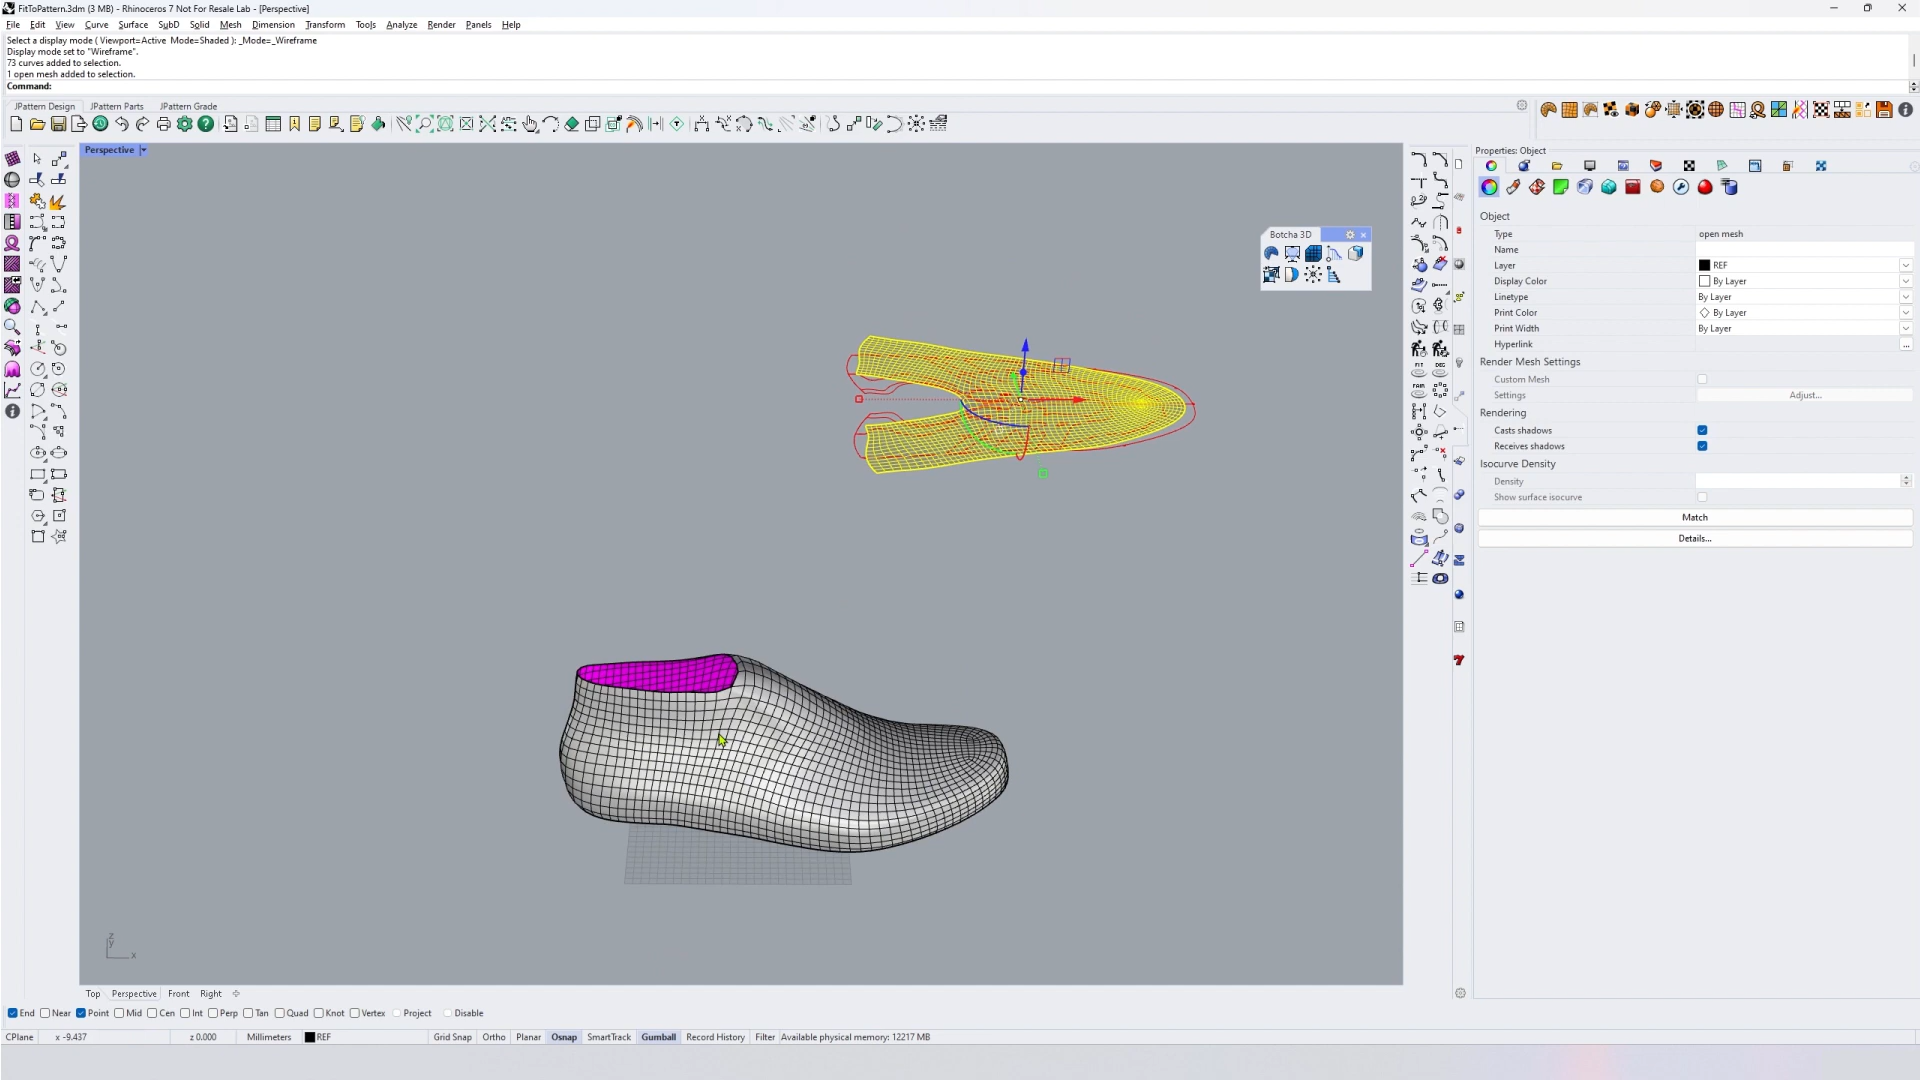 FitToPattern.3dm (3 MB) - Rhinoceros 7 Not For Resale Lab - [Perspective]
File Edit View Curve Surface SubD Solid Mesh Dimension Transform Tools Analyze Render Panels Help
Select a display mode ( Viewport=Active Mode=Shaded ): _Mode=_Wireframe
Display mode set to "Wireframe".
73 curves added to selection.
1 open mesh added to selection.
Command:
JPattern Design JPattern Parts JPattern Grade
Perspective
Properties: Object
Botcha 3D
Object
Type open mesh
Name
Layer REF
Display Color By Layer
Linetype By Layer
Print Color By Layer
Print Width By Layer
Hyperlink ...
Render Mesh Settings
Custom Mesh
Settings Adjust...
Rendering
Casts shadows
Receives shadows
Isocurve Density
Density
Show surface isocurve
Match
Details...
z
y
x
Top Perspective Front Right
End Near Point Mid Cen Int Perp Tan Quad Knot Vertex Project Disable
CPlane x -9.437 z 0.000 Millimeters REF Grid Snap Ortho Planar Osnap SmartTrack Gumball Record History Filter Available physical memory: 12217 MB